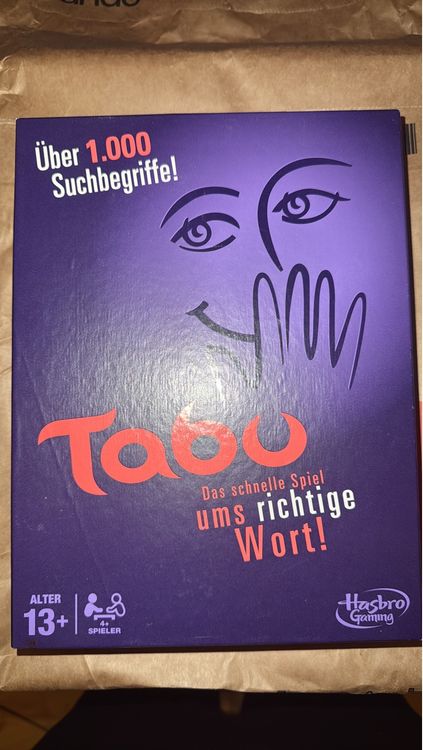 Über 1.000
Suchbegriffe!
Tabu
Das schnelle Spiel
ums richtige
Wort!
ALTER
13+
4+
SPIELER
Hasbro
Gaming